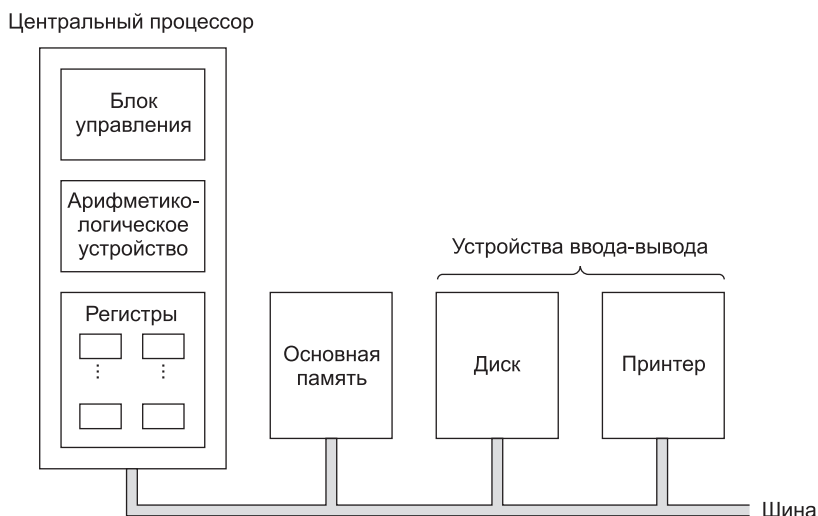 Центральный процессор
Блок
управления
Арифметико-
логическое
устройство
Регистры
Устройства ввода-вывода
Основная
память
Диск
Принтер
Шина